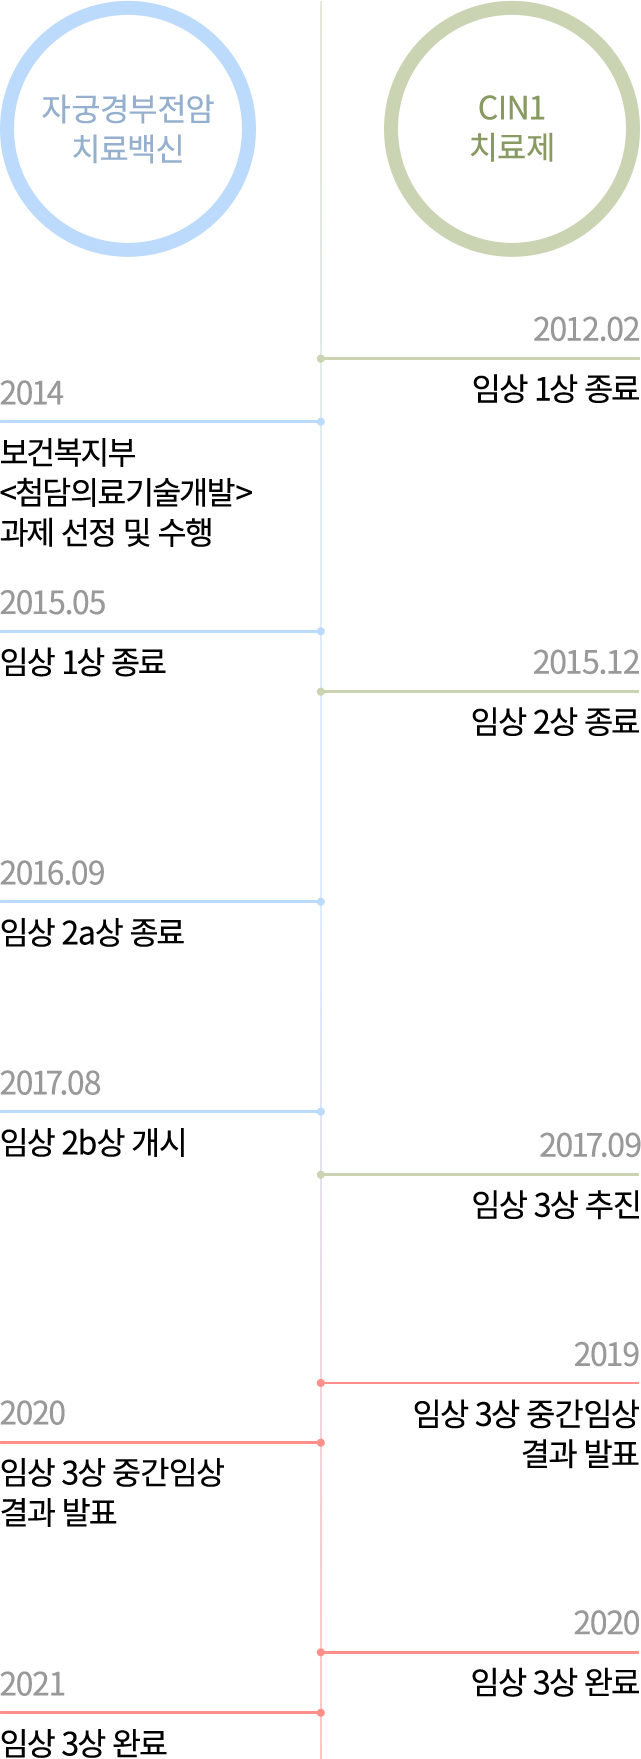 자궁경부전암
치료백신
CIN1
치료제
2012.02
임상 1상 종료
2014
보건복지부
<첨담의료기술개발>
과제 선정 및 수행
2015.05
임상 1상 종료
2015.12
임상 2상 종료
2016.09
임상 2a상 종료
2017.08
임상 2b상 개시
2017.09
임상 3상 추진
2019
임상 3상 중간임상
결과 발표
2020
임상 3상 중간임상
결과 발표
2020
임상 3상 완료
2021
임상 3상 완료